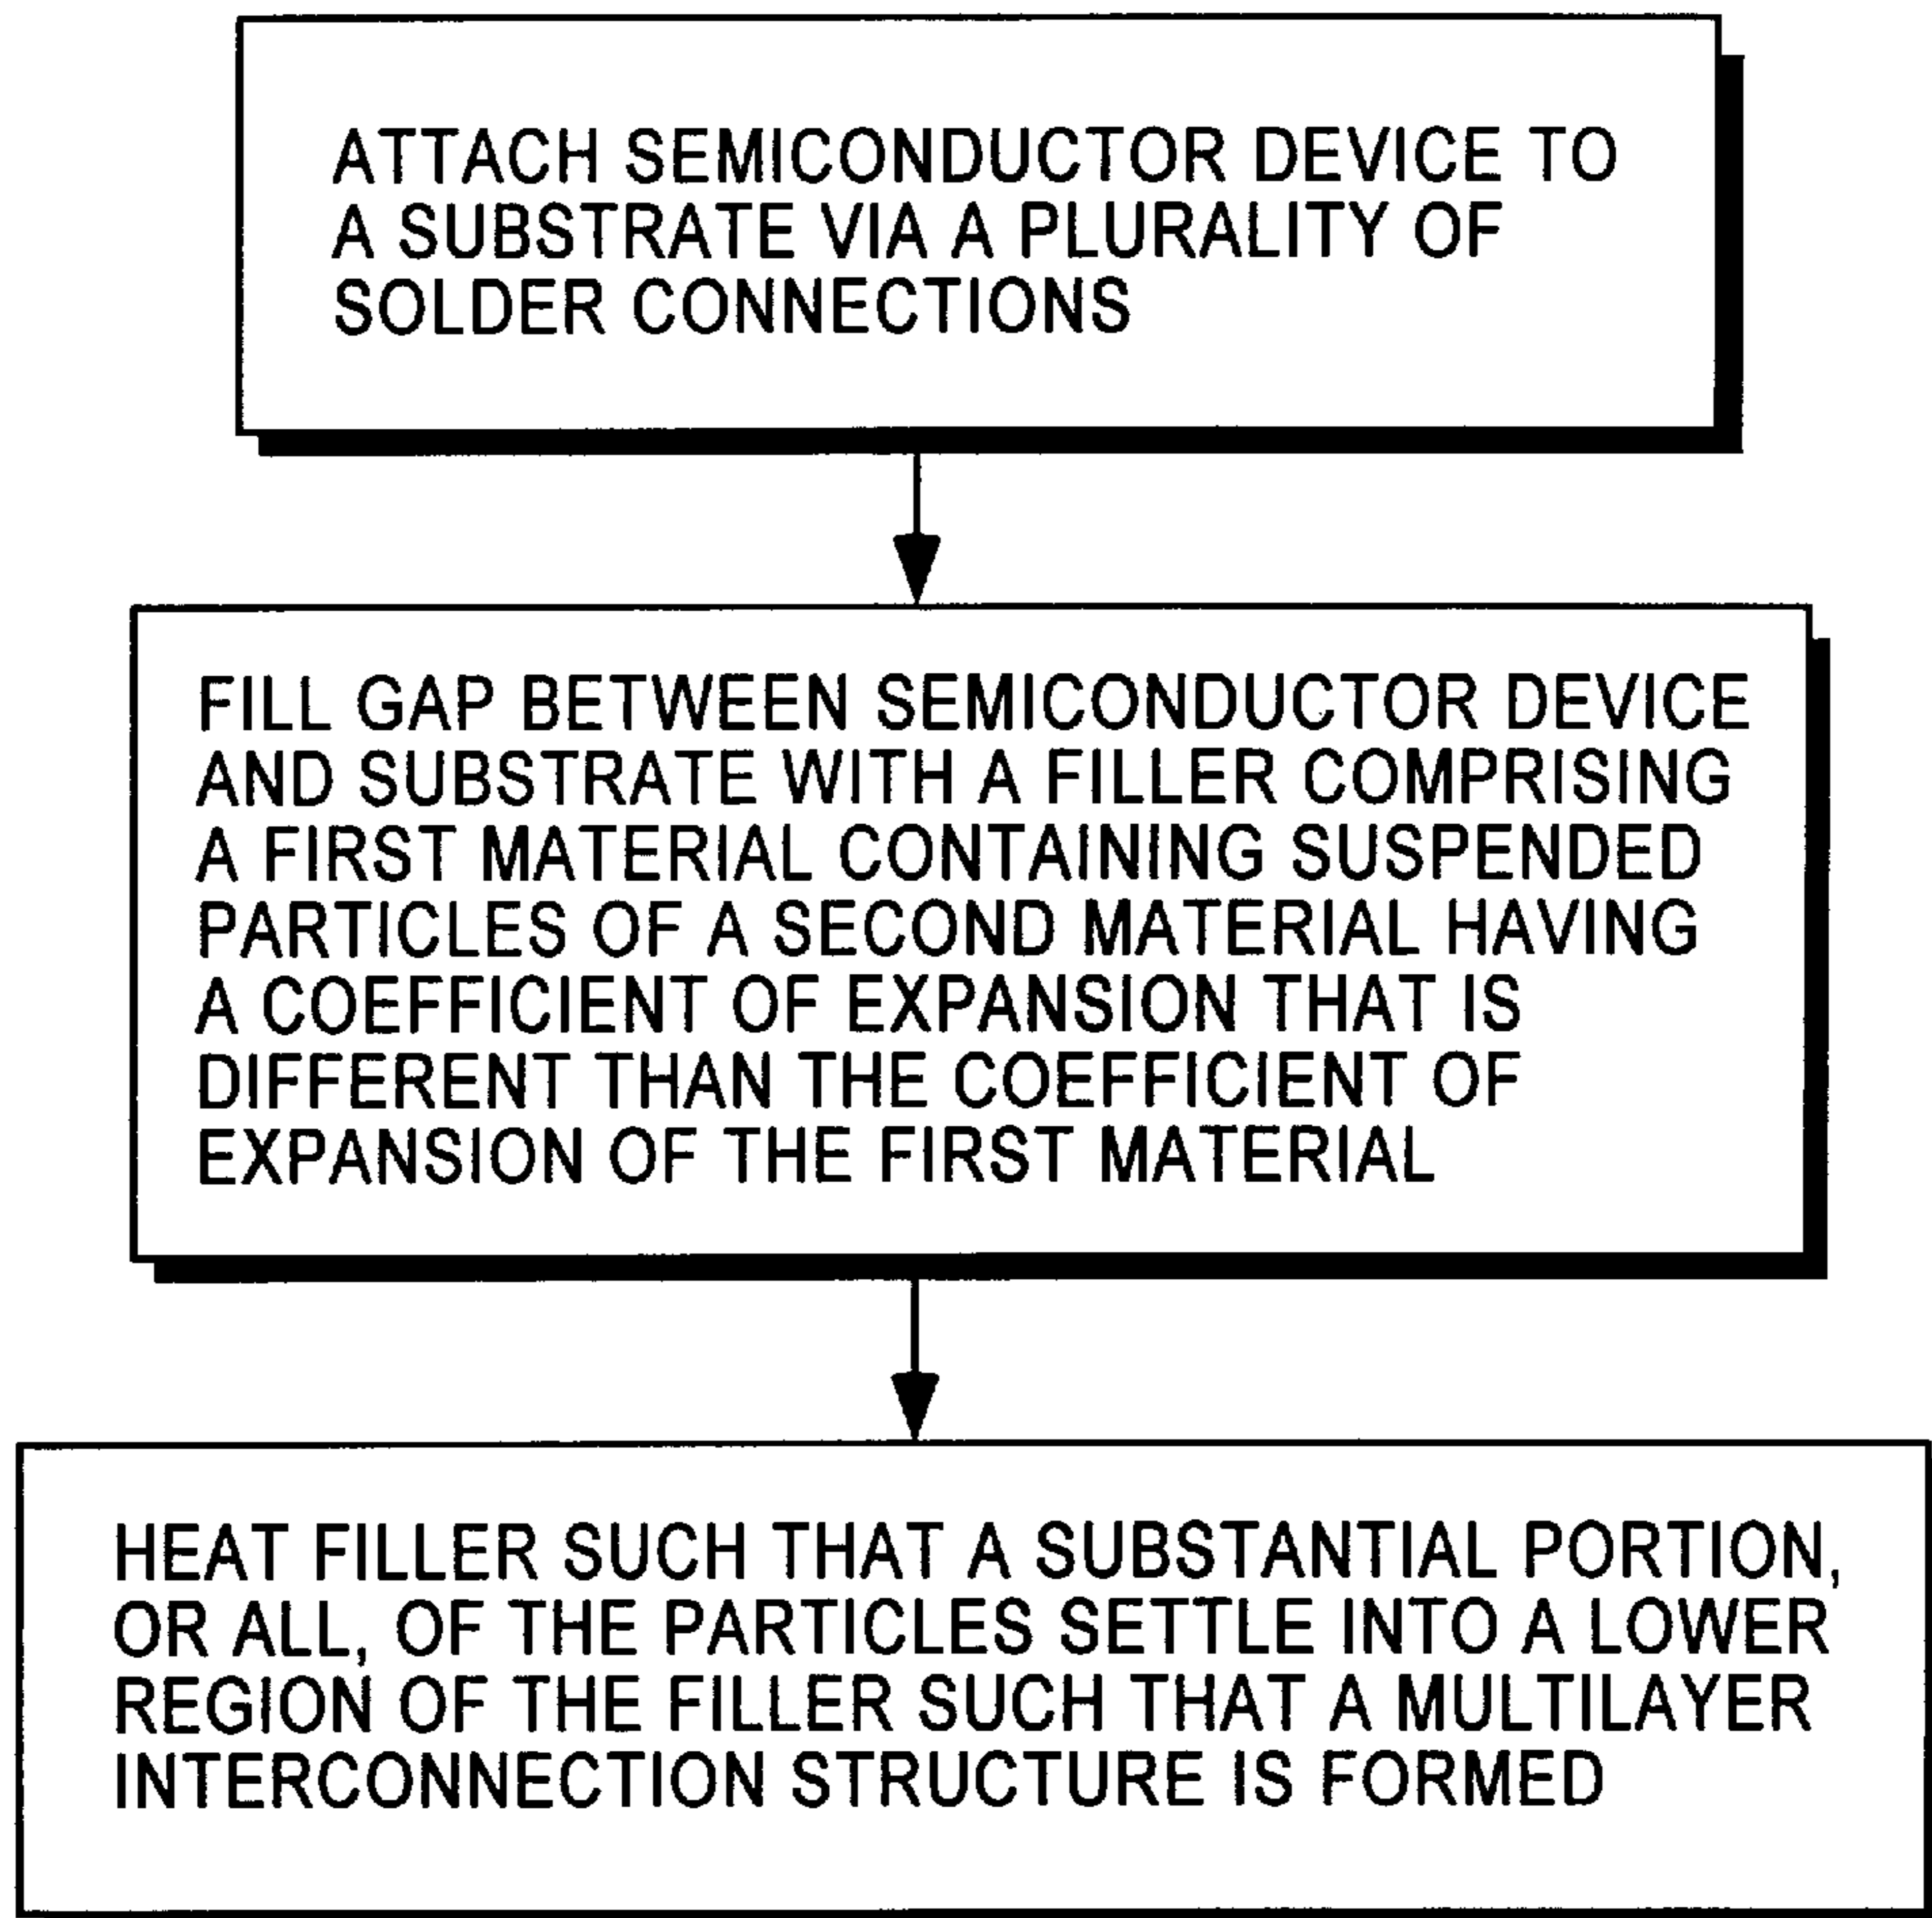 ATTACH SEMICONDUCTOR DEVICE TO
A SUBSTRATE VIA A PLURALITY OF
SOLDER CONNECTIONS
FILL GAP BETWEEN SEMICONDUCTOR DEVICE
AND SUBSTRATE WITH A FILLER COMPRISING
A FIRST MATERIAL CONTAINING SUSPENDED
PARTICLES OF A SECOND MATERIAL HAVING
A COEFFICIENT OF EXPANSION THAT IS
DIFFERENT THAN THE COEFFICIENT OF
EXPANSION OF THE FIRST MATERIAL
HEAT FILLER SUCH THAT A SUBSTANTIAL PORTION,
OR ALL, OF THE PARTICLES SETTLE INTO A LOWER
REGION OF THE FILLER SUCH THAT A MULTILAYER
INTERCONNECTION STRUCTURE IS FORMED